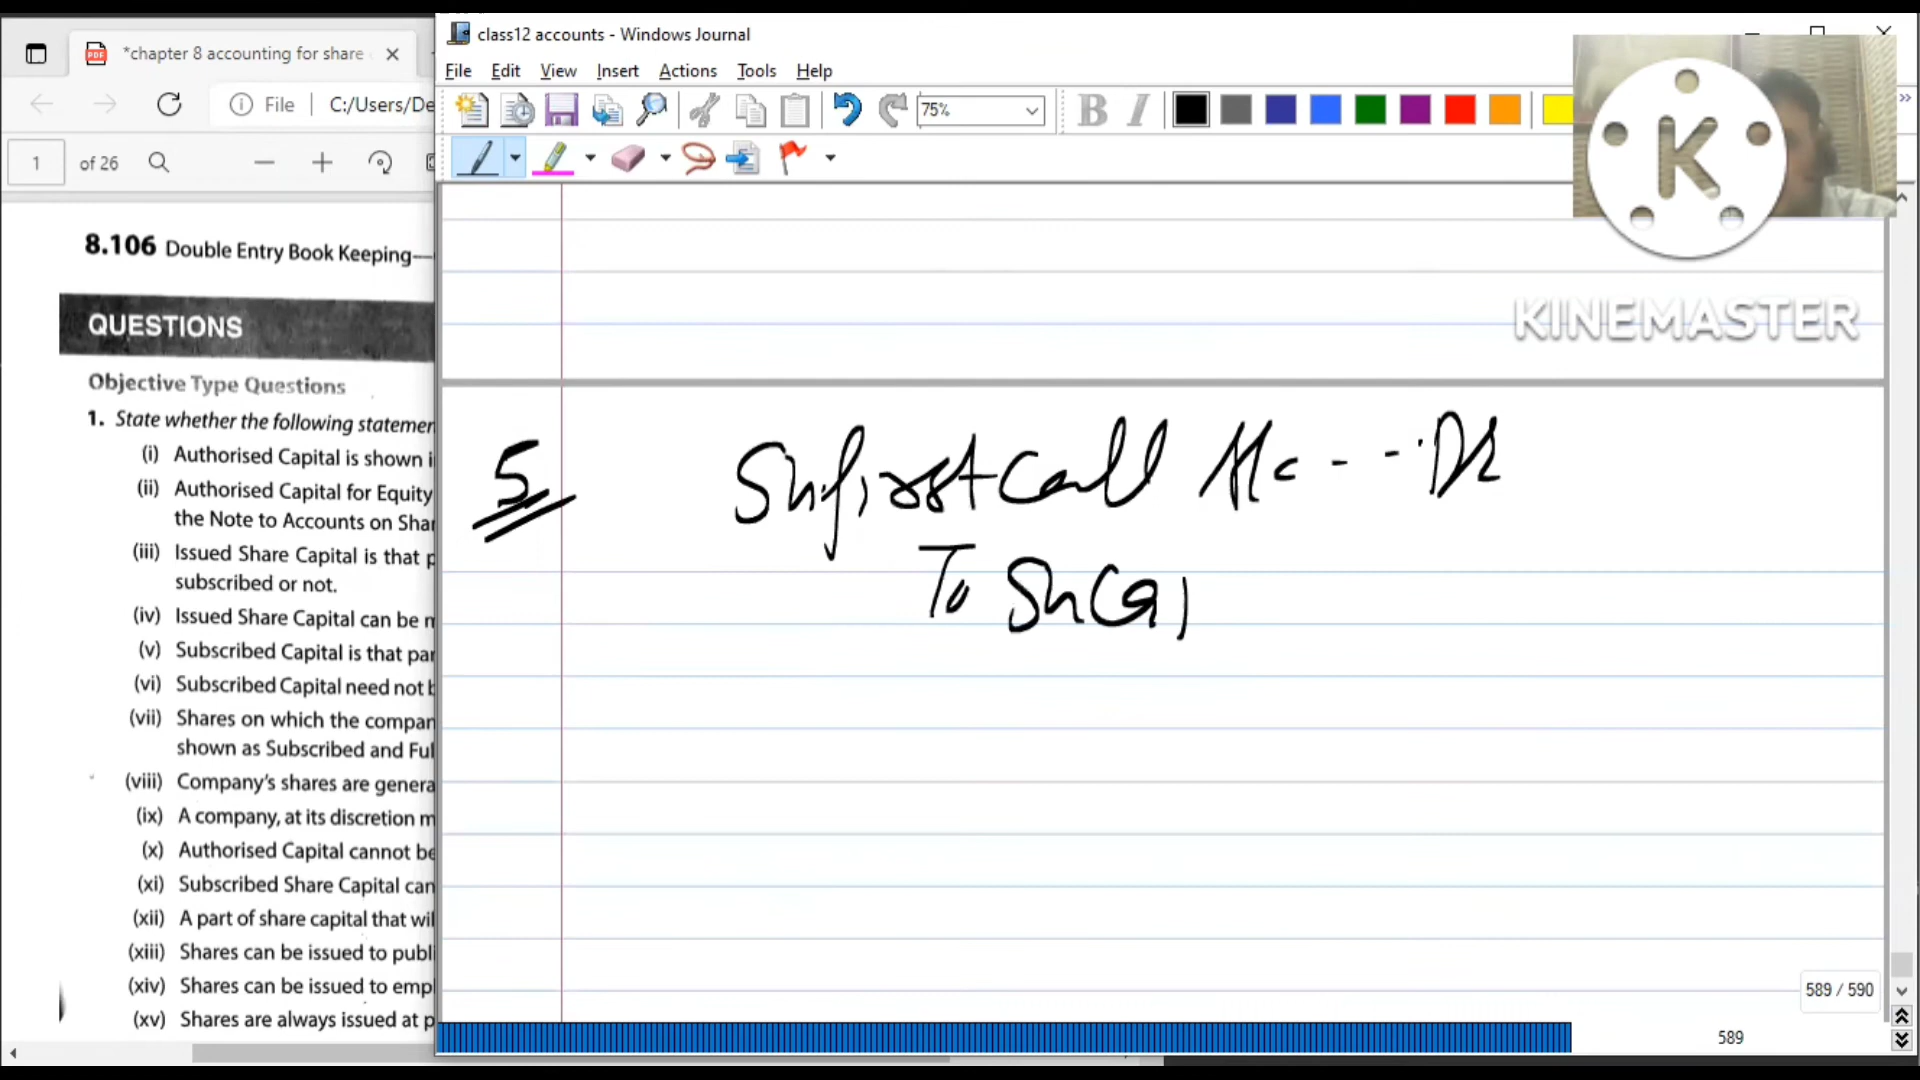 class12 accounts - Windows Journal
*chapter 8 accounting for share
File Edit View Insert Actions Tools Help
File C:/Users/De
75%
B I
1 of 26
K
KINEMASTER
8.106 Double Entry Book Keeping—
QUESTIONS
Objective Type Questions
1. State whether the following statemen
(i) Authorised Capital is shown i
(ii) Authorised Capital for Equity
the Note to Accounts on Shar
(iii) Issued Share Capital is that p
subscribed or not.
(iv) Issued Share Capital can be m
(v) Subscribed Capital is that par
(vi) Subscribed Capital need not b
(vii) Shares on which the compan
shown as Subscribed and Ful
(viii) Company's shares are genera
(ix) A company, at its discretion m
(x) Authorised Capital cannot be
(xi) Subscribed Share Capital can
(xii) A part of share capital that wil
(xiii) Shares can be issued to publi
(xiv) Shares can be issued to empl
(xv) Shares are always issued at p
5 Sh first Call A/c - - Dr
To Sh Ca
589 / 590
589